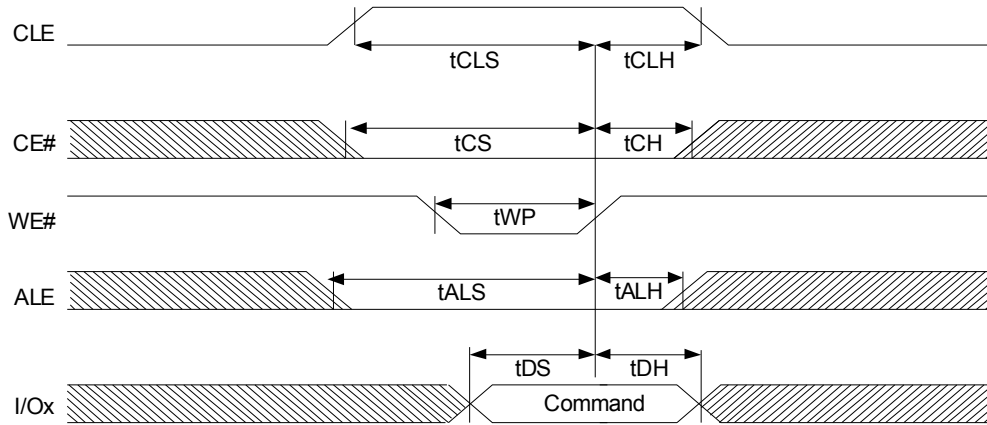 CLE
tCLS tCLH
CE#
tCS tCH
WE#
tWP
ALE
tALS tALH
tDS tDH
I/Ox Command